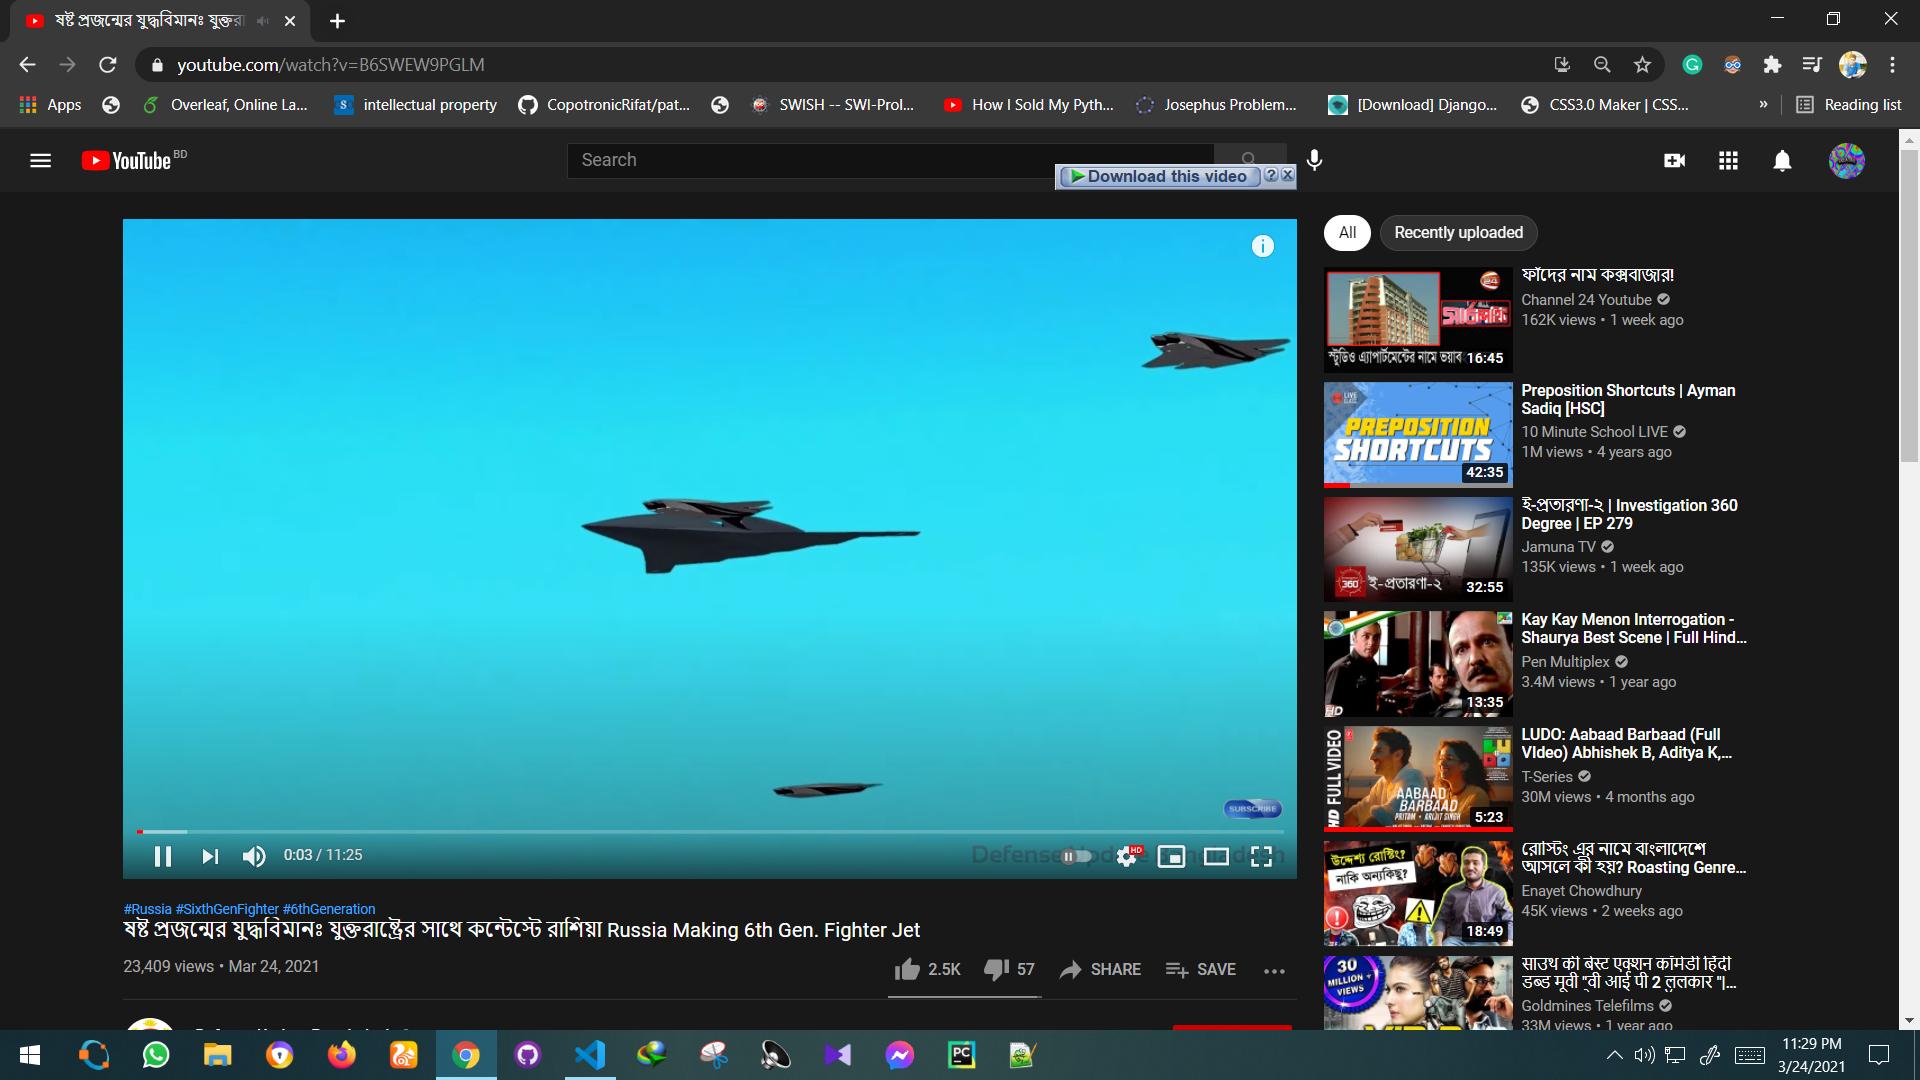 ষষ্ট প্রজন্মের যুদ্ধবিমানঃ যুক্তরা
youtube.com/watch?v=B6SWEW9PGLM
Apps
Overleaf, Online La...
intellectual property
CopotronicRifat/pat...
SWISH -- SWI-Prol...
How I Sold My Pyth...
Josephus Problem...
[Download] Django...
CSS3.0 Maker | CSS...
»
Reading list
YouTube BD
Search
Download this video ? X
SUBSCRIBE
0:03 / 11:25
HD
#Russia #SixthGenFighter #6thGeneration
ষষ্ট প্রজন্মের যুদ্ধবিমানঃ যুক্তরাষ্ট্রের সাথে কন্টেস্টে রাশিয়া Russia Making 6th Gen. Fighter Jet
23,409 views • Mar 24, 2021
2.5K
57
SHARE
SAVE
All
Recently uploaded
24
স্টুডিও এ্যাপার্টমেন্টের নামে ভয়াব
16:45
ফাঁদের নাম কক্সবাজার!
Channel 24 Youtube
162K views • 1 week ago
LIVE
PREPOSITION
SHORTCUTS
42:35
Preposition Shortcuts | Ayman
Sadiq [HSC]
10 Minute School LIVE
1M views • 4 years ago
360
ই-প্রতারণা-২
32:55
ই-প্রতারণা-২ | Investigation 360
Degree | EP 279
Jamuna TV
135K views • 1 week ago
HD
13:35
Kay Kay Menon Interrogation -
Shaurya Best Scene | Full Hind...
Pen Multiplex
3.4M views • 1 year ago
HD FULL VIDEO
AABAAD
BARBAAD
PRITAM • ARIJIT SINGH
5:23
LUDO: Aabaad Barbaad (Full
VIdeo) Abhishek B, Aditya K,...
T-Series
30M views • 4 months ago
উদ্দেশ্য রোস্টিং?
নাকি অন্যকিছু?
18:49
রোস্টিং এর নামে বাংলাদেশে
আসলে কী হয়? Roasting Genre...
Enayet Chowdhury
45K views • 2 weeks ago
30
MILLION +
VIEWS
साउथ की बेस्ट एक्शन कॉमेडी हिंदी
डब्ड मूवी "वी आई पी 2 ललकार "|...
Goldmines Telefilms
33M views • 1 year ago
PC
11:29 PM
3/24/2021